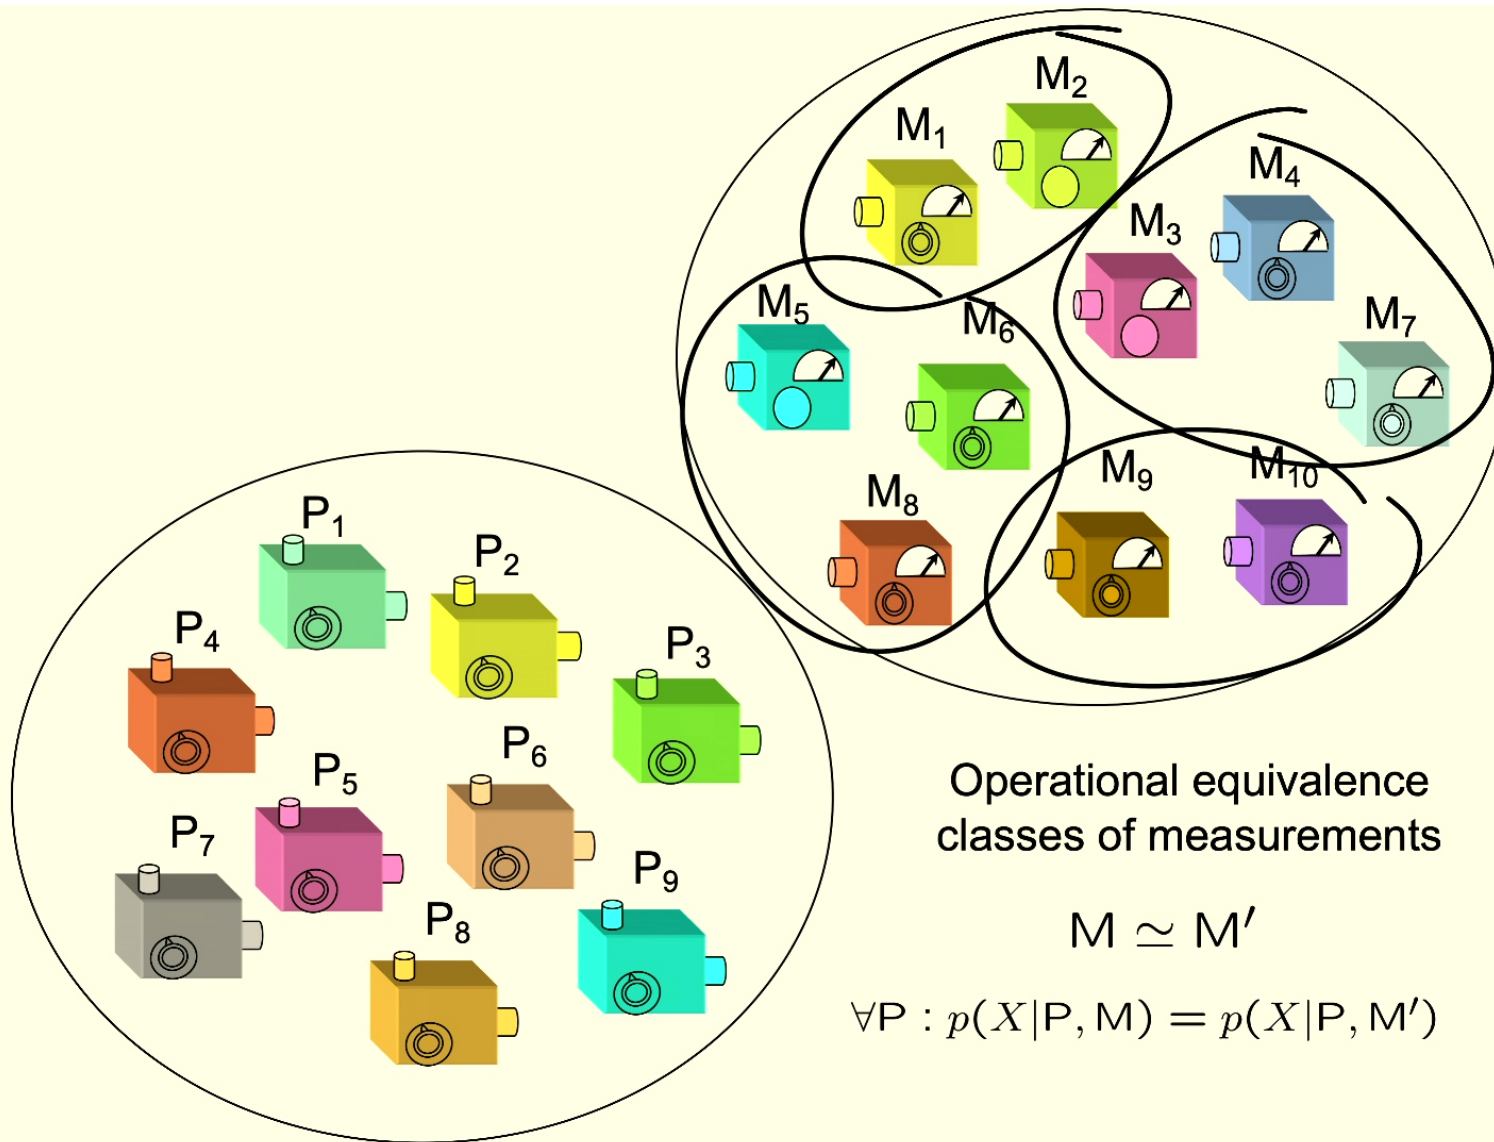 M₂
M₁
M₄
M₃
M₅
M₆
M₇
M₉
M₁₀
M₈
P₁
P₂
P₄
P₃
P₆
P₅
P₇
P₉
P₈
Operational equivalence
classes of measurements
M ≃ M′
∀P : p(X|P, M) = p(X|P, M′)